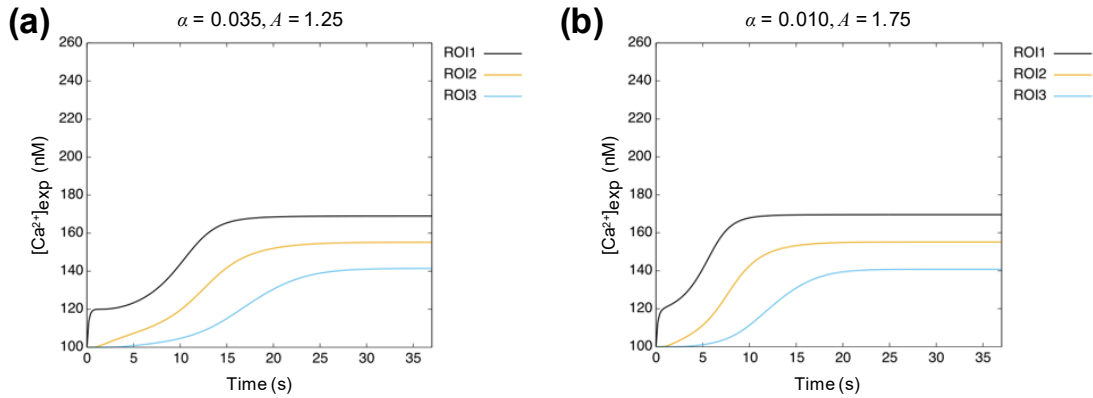 (a)
α = 0.035, A = 1.25
260
240
220
200
180
160
140
120
100
[Ca²⁺]exp (nM)
ROI1
ROI2
ROI3
0 5 10 15 20 25 30 35
Time (s)
(b)
α = 0.010, A = 1.75
260
240
220
200
180
160
140
120
100
[Ca²⁺]exp (nM)
ROI1
ROI2
ROI3
0 5 10 15 20 25 30 35
Time (s)